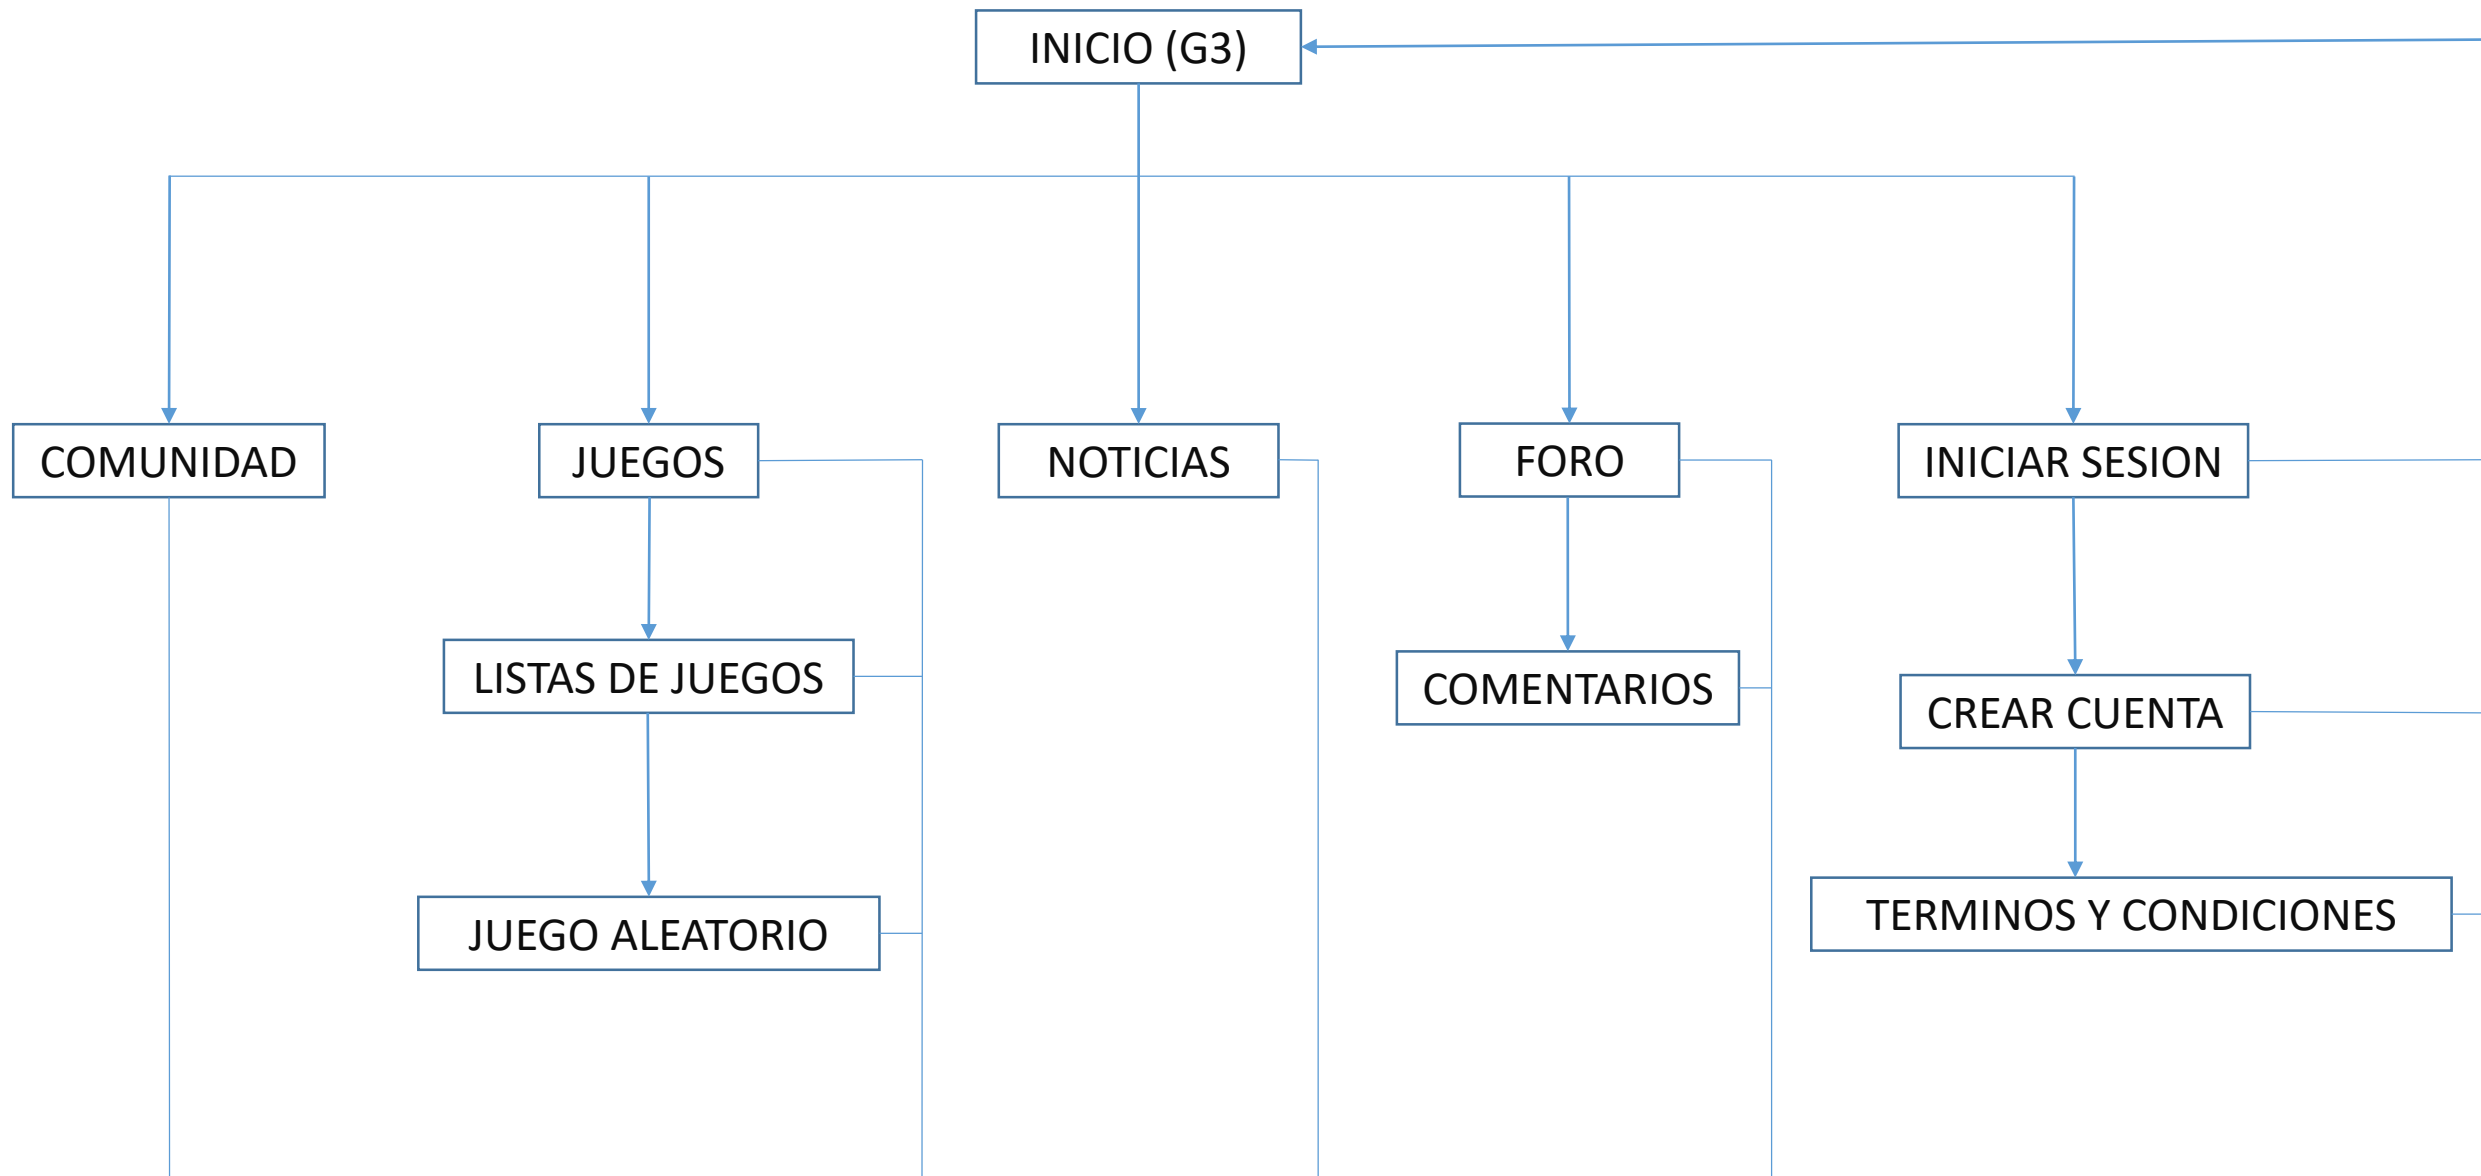 INICIO (G3)
COMUNIDAD
JUEGOS
NOTICIAS
FORO
INICIAR SESION
LISTAS DE JUEGOS
COMENTARIOS
CREAR CUENTA
JUEGO ALEATORIO
TERMINOS Y CONDICIONES